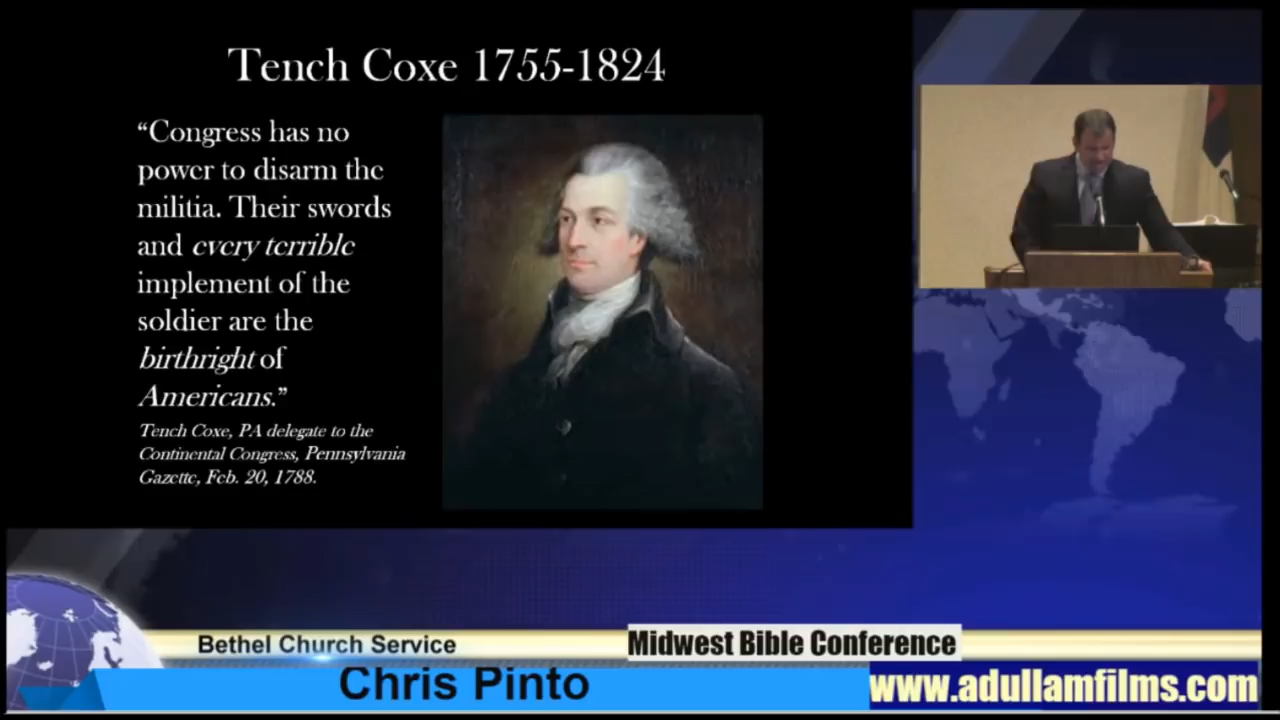 Tench Coxe 1755-1824
“Congress has no
power to disarm the
militia. Their swords
and every terrible
implement of the
soldier are the
birthright of
Americans.”
Tench Coxe, PA delegate to the
Continental Congress, Pennsylvania
Gazette, Feb. 20, 1788.
Bethel Church Service
Midwest Bible Conference
Chris Pinto
www.adullamfilms.com